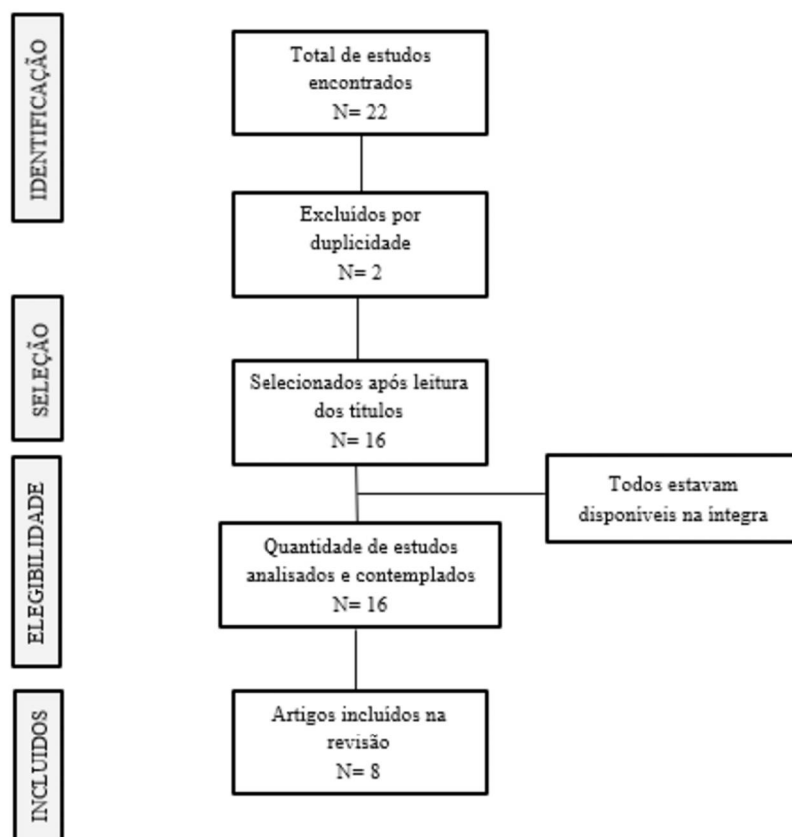 IDENTIFICAÇÃO
Total de estudos
encontrados
N= 22
Excluídos por
duplicidade
N= 2
SELEÇÃO
Selecionados após leitura
dos títulos
N= 16
Todos estavam
disponíveis na íntegra
ELEGIBILIDADE
Quantidade de estudos
analisados e contemplados
N= 16
INCLUIDOS
Artigos incluídos na
revisão
N= 8